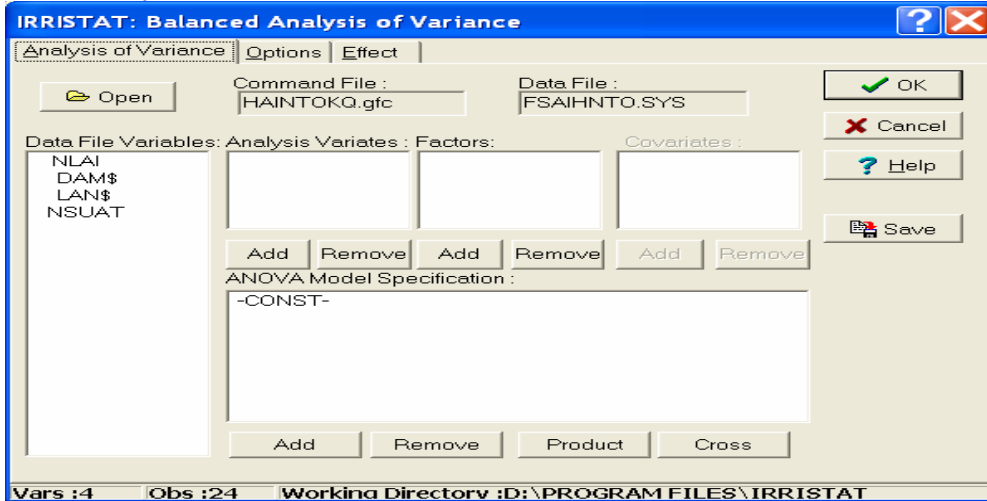 IRRISTAT: Balanced Analysis of Variance
Analysis of Variance Options Effect
Open
Command File :
HAINTOKQ.gfc
Data File :
FSAIHNTO.SYS
OK
Cancel
Help
Save
Data File Variables: Analysis Variates : Factors: Covariates :
NLAI
DAM$
LAN$
NSUAT
Add Remove Add Remove Add Remove
ANOVA Model Specification :
-CONST-
Add Remove Product Cross
Vars :4 Obs :24 Working Directory :D:\PROGRAM FILES\IRRISTAT